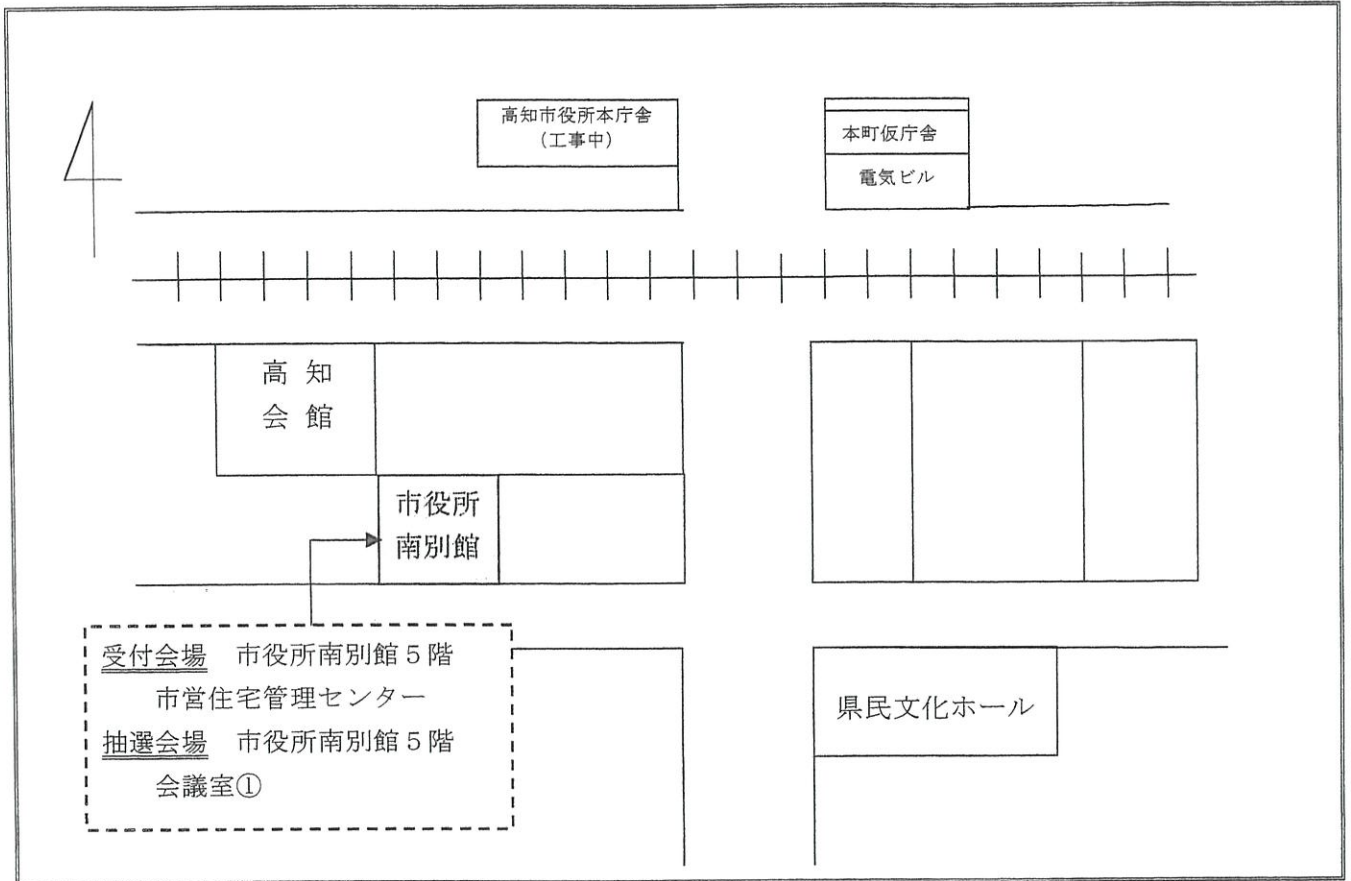 高知市役所本庁舎
（工事中）
本町仮庁舎
電気ビル
高 知
会 館
市役所
南別館
受付会場　市役所南別館５階
市営住宅管理センター
抽選会場　市役所南別館５階
会議室①
県民文化ホール